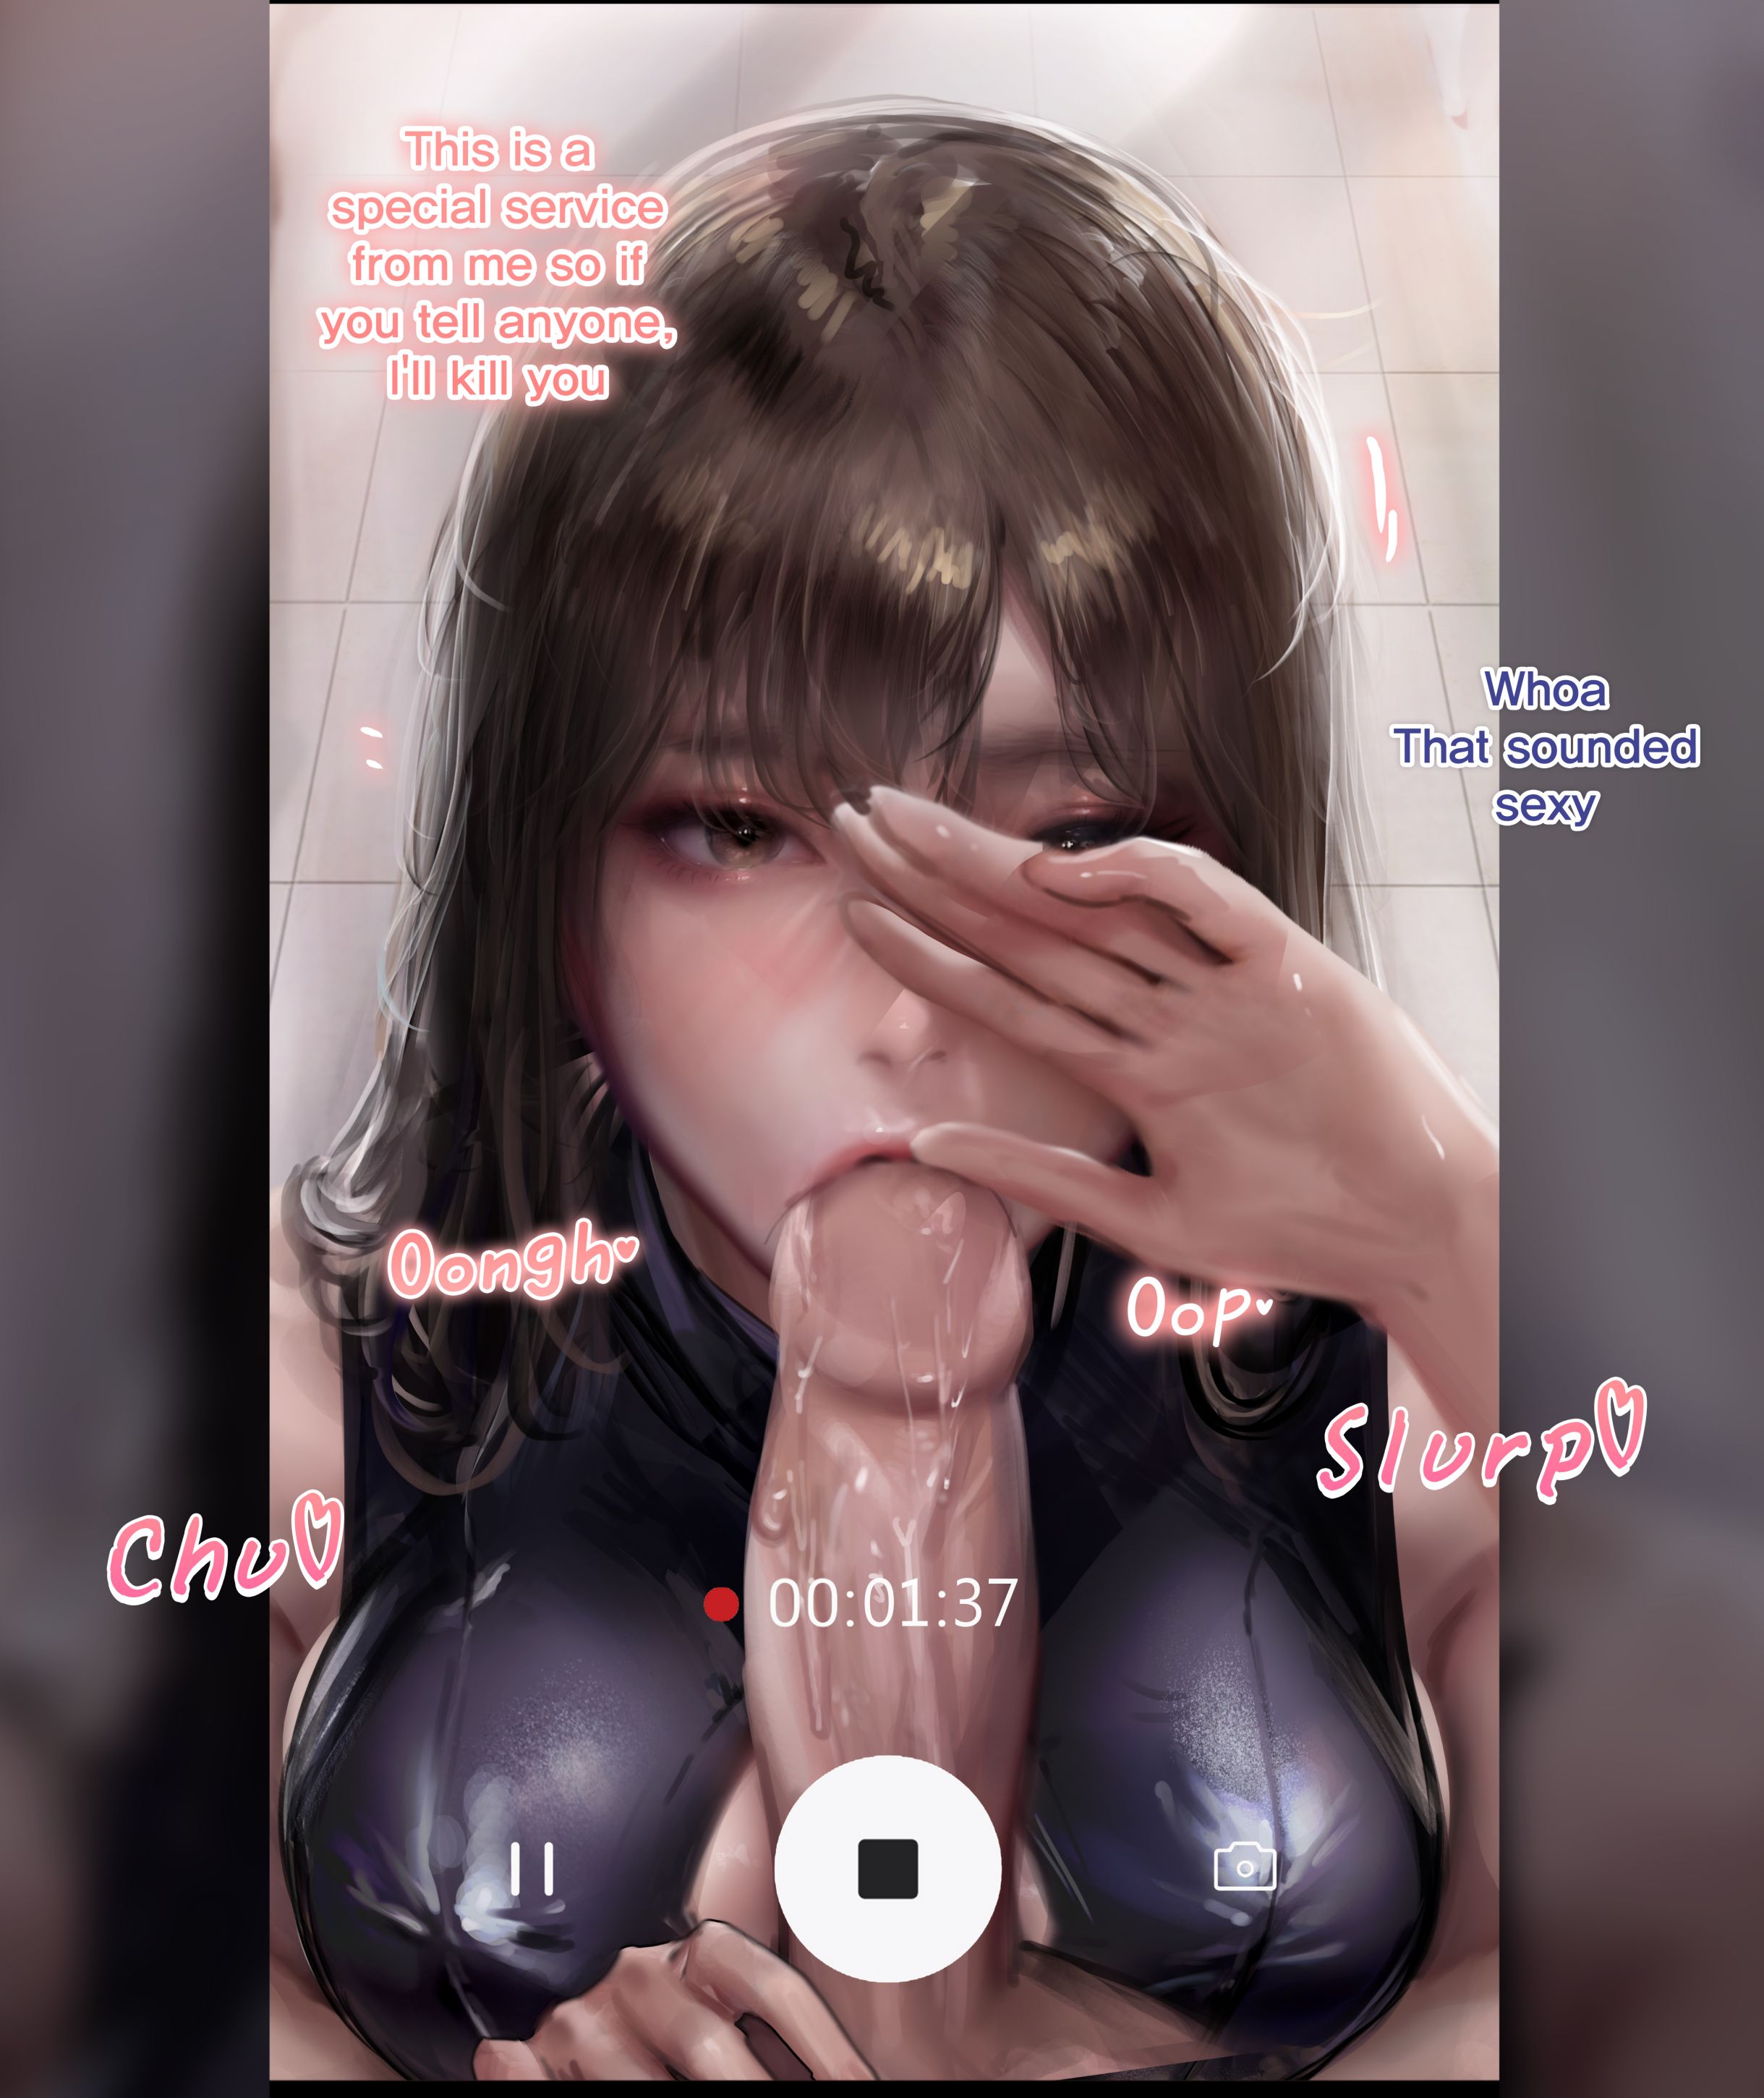 This is a
special service
from me so if
you tell anyone,
I'll kill you
Whoa
That sounded
sexy
Oongh
Oop
Slurp
Chu
00:01:37